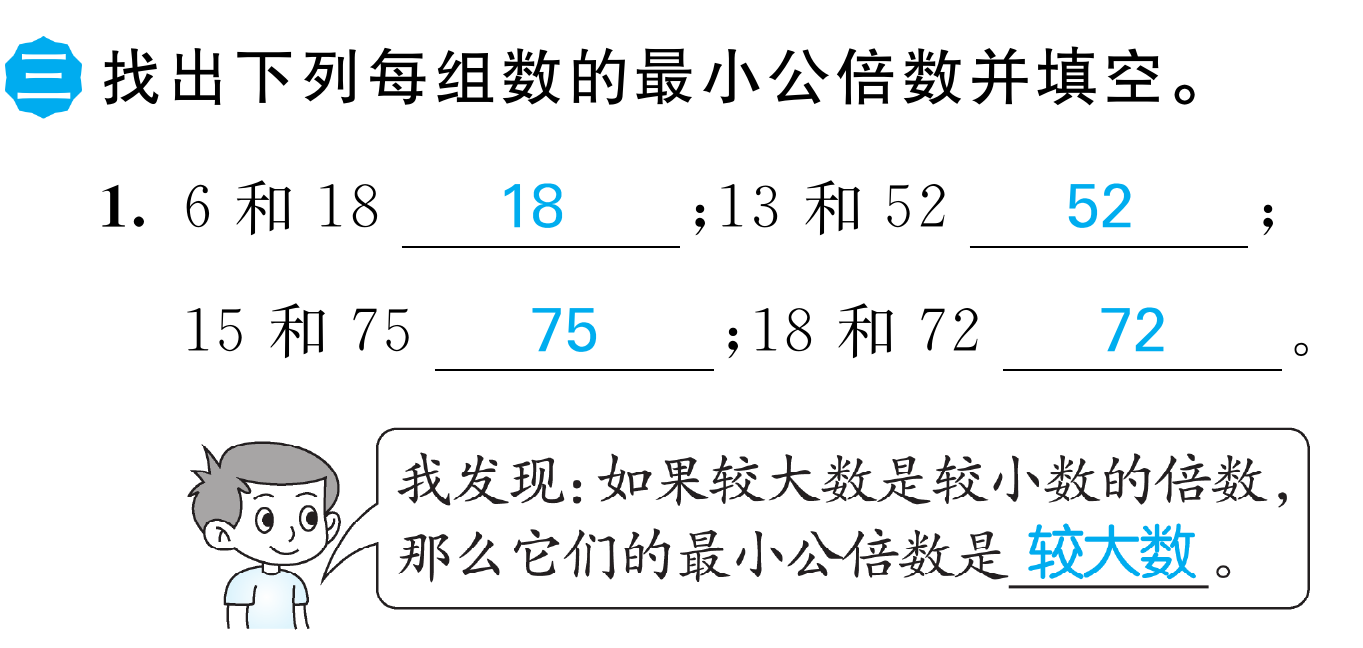 三 找出下列每组数的最小公倍数并填空。
1. 6 和 18 18 ;13 和 52 52 ;
15 和 75 75 ;18 和 72 72 。
我发现:如果较大数是较小数的倍数,
那么它们的最小公倍数是 较大数 。